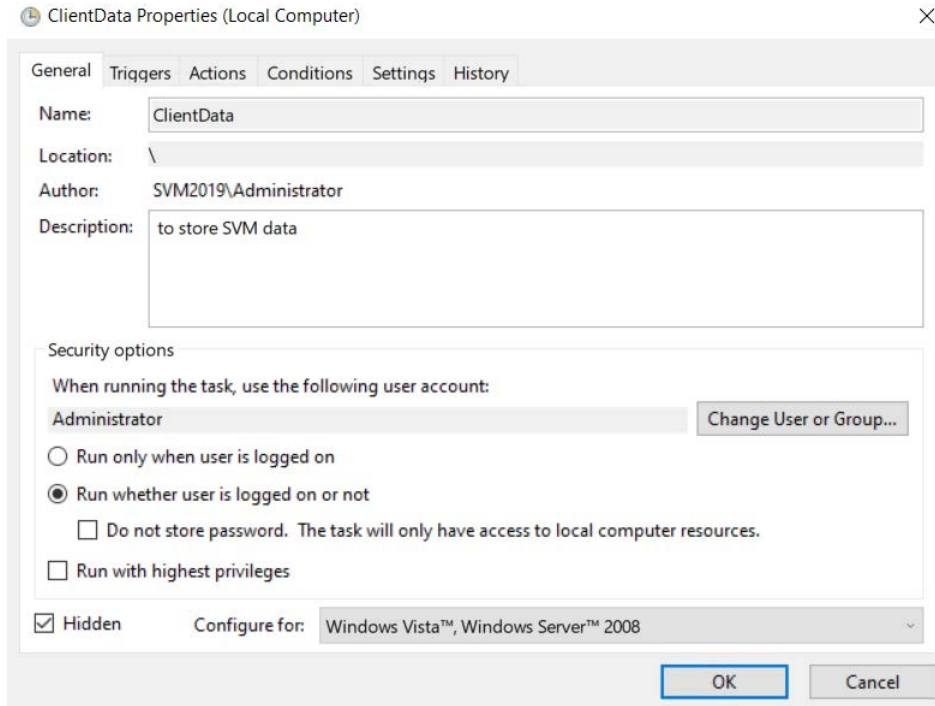 ClientData Properties (Local Computer)
General Triggers Actions Conditions Settings History
Name: ClientData
Location: \
Author: SVM2019\Administrator
Description: to store SVM data
Security options
When running the task, use the following user account:
Administrator Change User or Group...
Run only when user is logged on
Run whether user is logged on or not
Do not store password. The task will only have access to local computer resources.
Run with highest privileges
Hidden Configure for: Windows Vista™, Windows Server™ 2008
OK Cancel